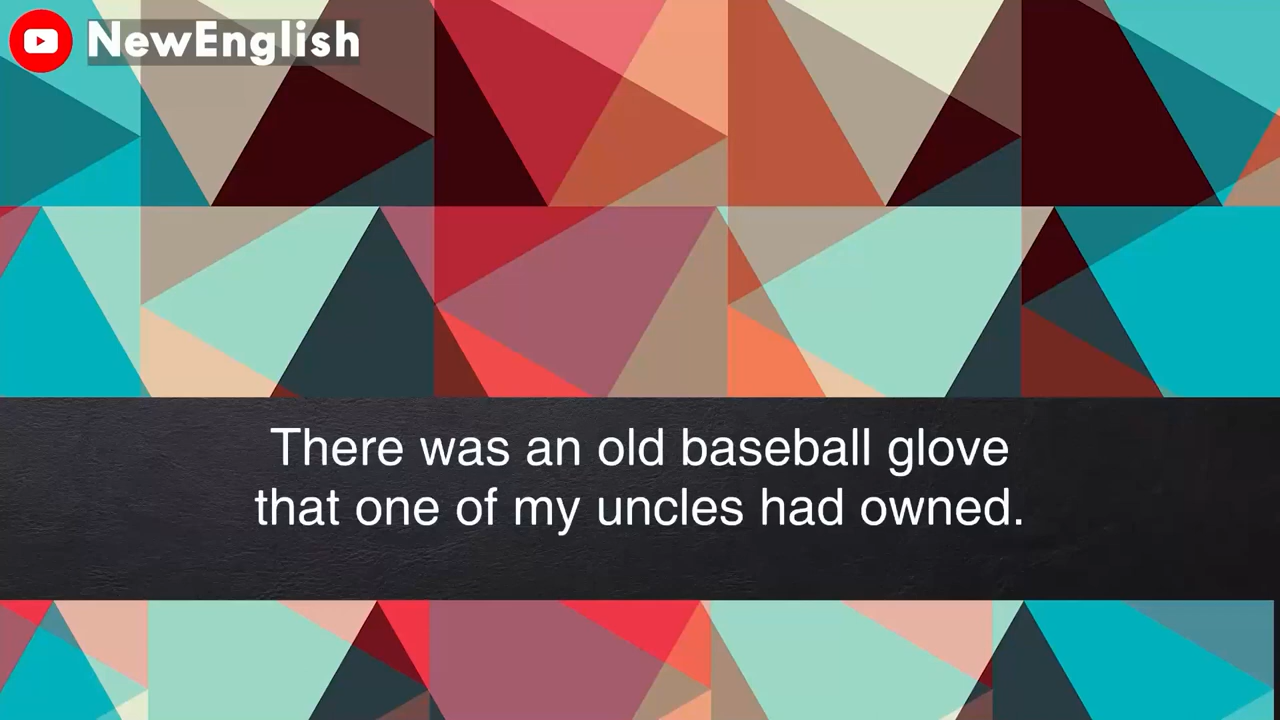 NewEnglish
There was an old baseball glove
that one of my uncles had owned.